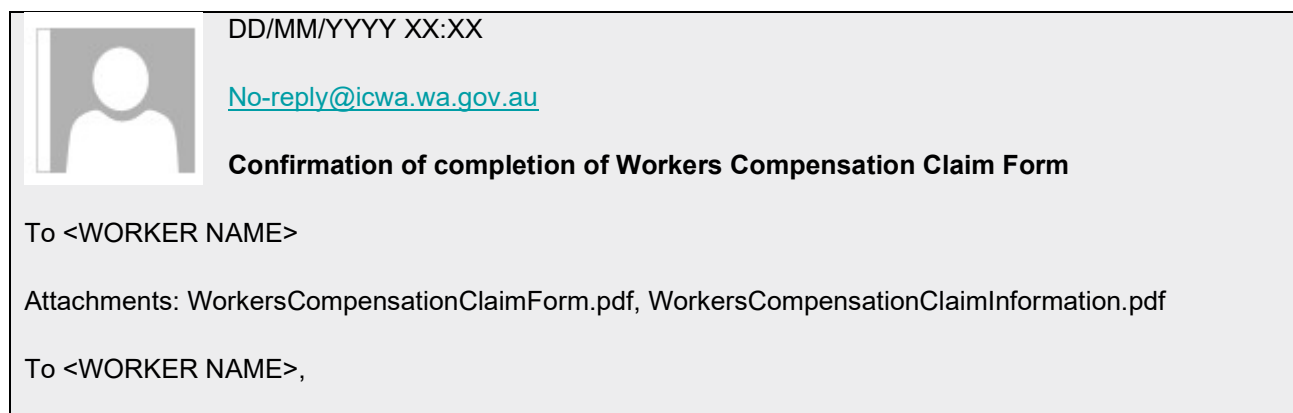 DD/MM/YYYY XX:XX
No-reply@icwa.wa.gov.au
Confirmation of completion of Workers Compensation Claim Form
To <WORKER NAME>
Attachments: WorkersCompensationClaimForm.pdf, WorkersCompensationClaimInformation.pdf
To <WORKER NAME>,